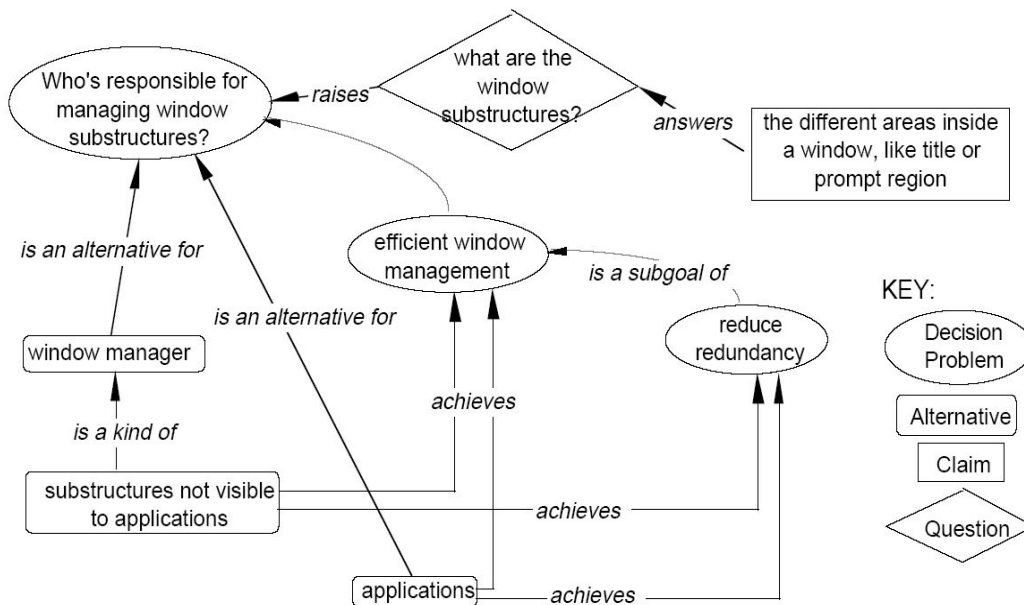 Who's responsible for
managing window
substructures?
raises
what are the
window
substructures?
answers
the different areas inside
a window, like title or
prompt region
is an alternative for
efficient window
management
is a subgoal of
is an alternative for
reduce
redundancy
window manager
achieves
is a kind of
substructures not visible
to applications
achieves
applications
achieves
KEY:
Decision
Problem
Alternative
Claim
Question